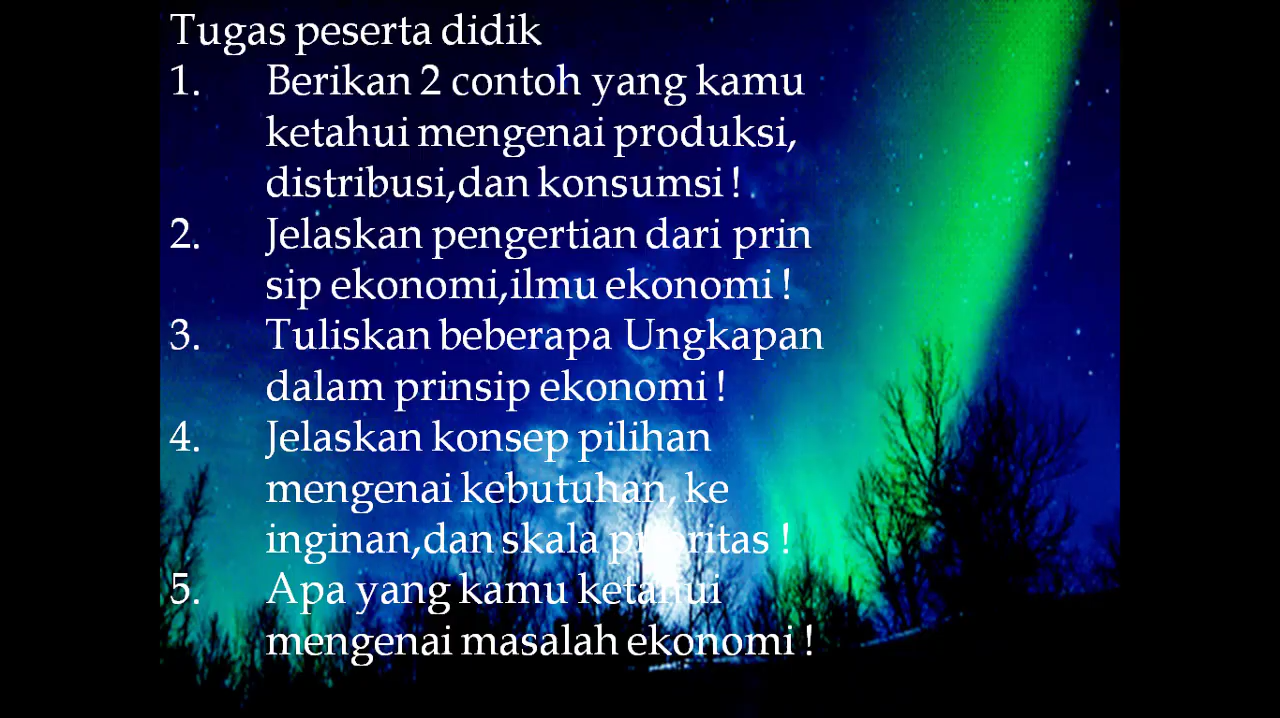 Tugas peserta didik
1. Berikan 2 contoh yang kamu
ketahui mengenai produksi,
distribusi,dan konsumsi !
2. Jelaskan pengertian dari prin
sip ekonomi,ilmu ekonomi !
3. Tuliskan beberapa Ungkapan
dalam prinsip ekonomi !
4. Jelaskan konsep pilihan
mengenai kebutuhan, ke
inginan,dan skala prioritas !
5. Apa yang kamu ketahui
mengenai masalah ekonomi !